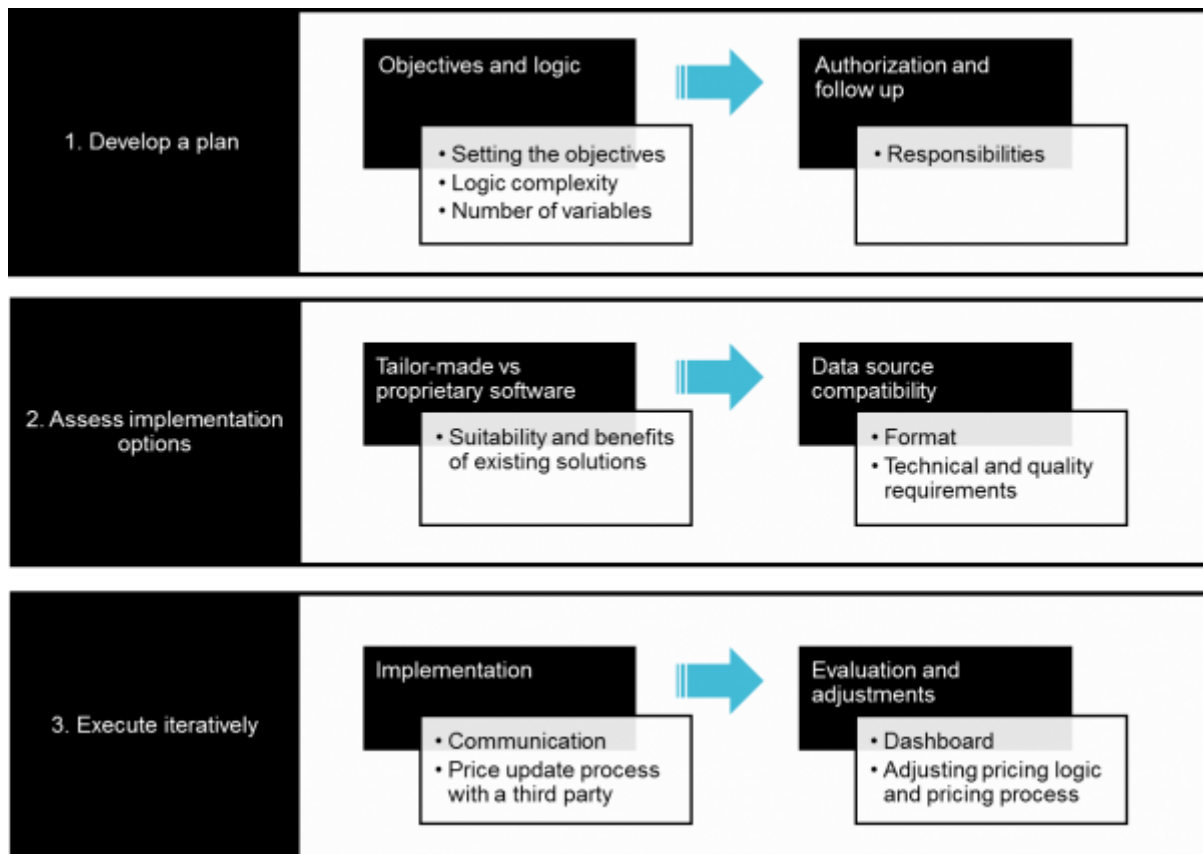 Objectives and logic
Authorization and
follow up
1. Develop a plan
• Setting the objectives
• Logic complexity
• Number of variables
• Responsibilities
Tailor-made vs
proprietary software
Data source
compatibility
2. Assess implementation
options
• Suitability and benefits
of existing solutions
• Format
• Technical and quality
requirements
Implementation
Evaluation and
adjustments
3. Execute iteratively
• Communication
• Price update process
with a third party
• Dashboard
• Adjusting pricing logic
and pricing process